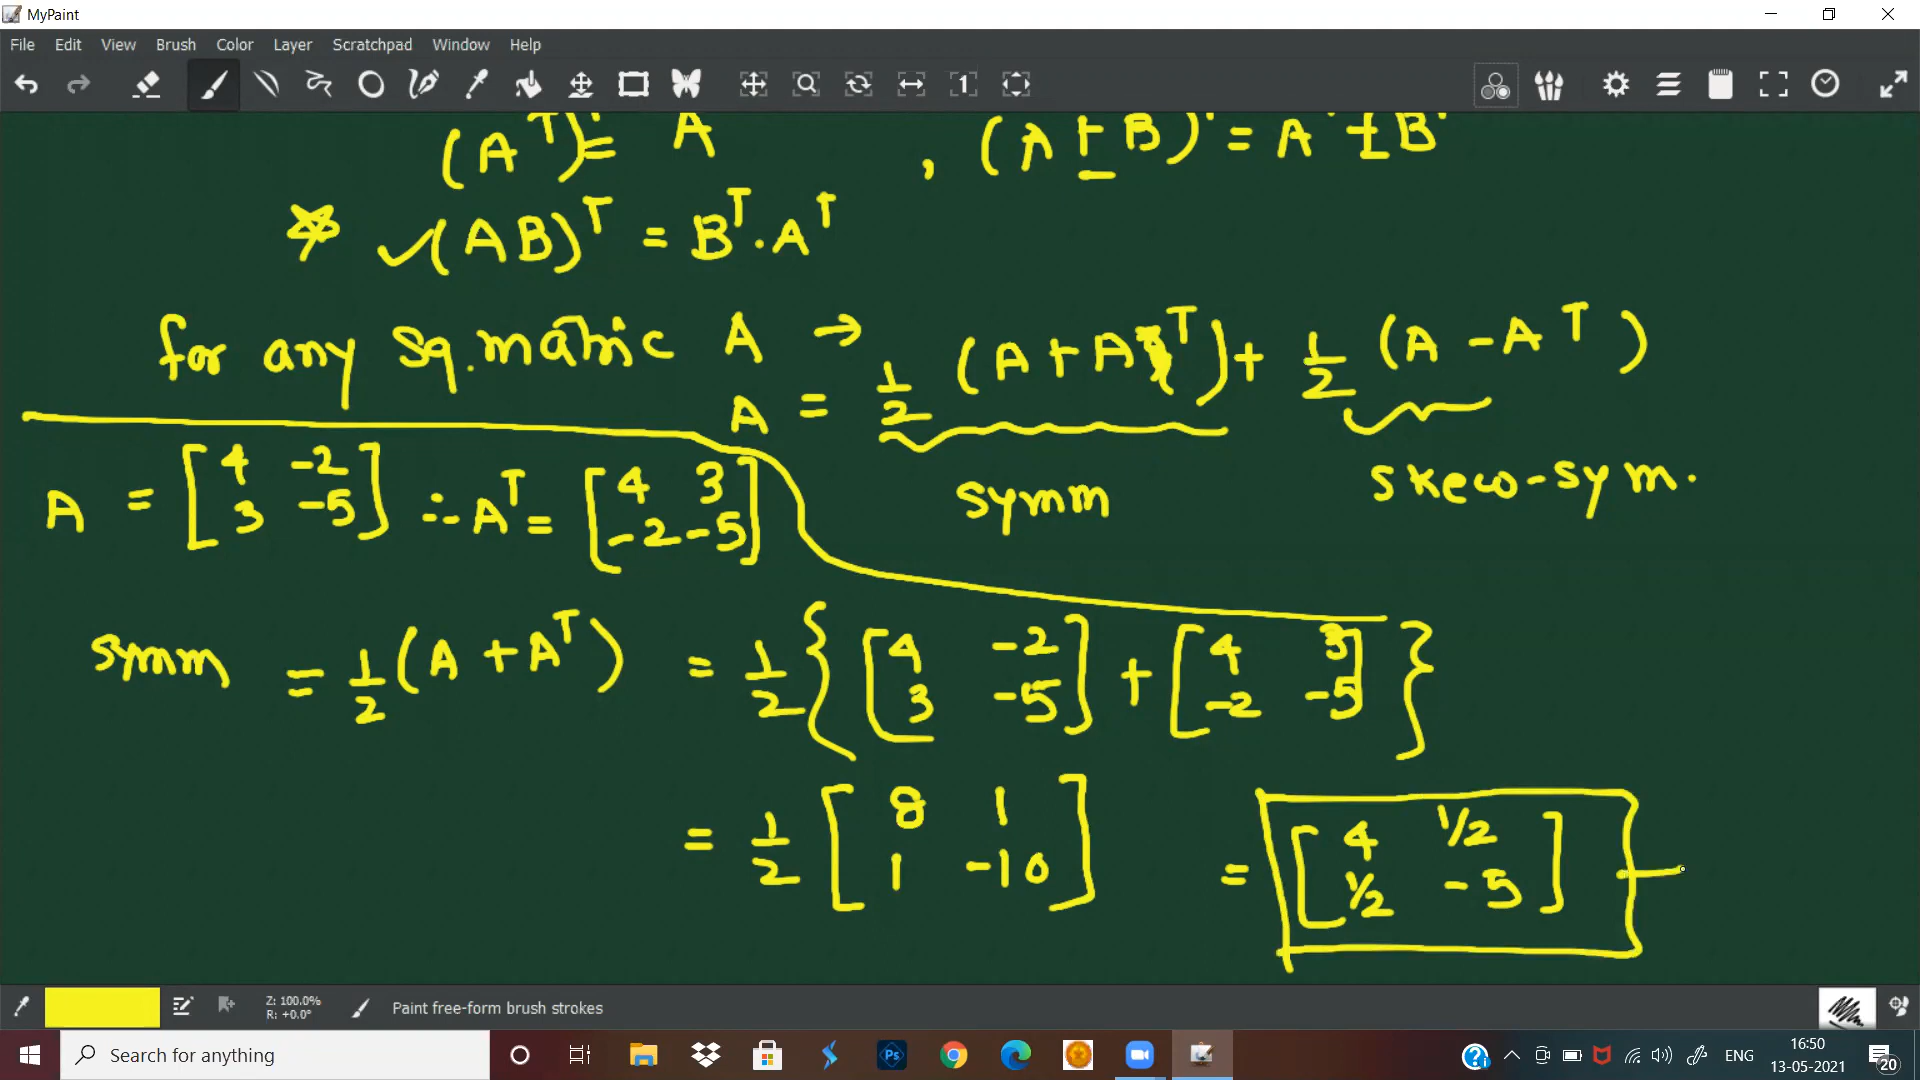 MyPaint
File Edit View Brush Color Layer Scratchpad Window Help
(Aᵀ)ᵀ = A , (A ± B)ᵀ = Aᵀ ± Bᵀ
✓(AB)ᵀ = Bᵀ.Aᵀ
for any sq.matric A →
A = 1/2 (A + Aᵀ) + 1/2 (A - Aᵀ)
symm skew-sym.
A = [4 -2; 3 -5] ∴ Aᵀ = [4 3; -2 -5]
symm = 1/2 (A + Aᵀ) = 1/2 { [4 -2; 3 -5] + [4 3; -2 -5] }
= 1/2 [8 1; 1 -10] = [4 1/2; 1/2 -5]
Z: 100.0%
R: +0.0°
Paint free-form brush strokes
Search for anything
Ps
ENG
16:50
13-05-2021
20